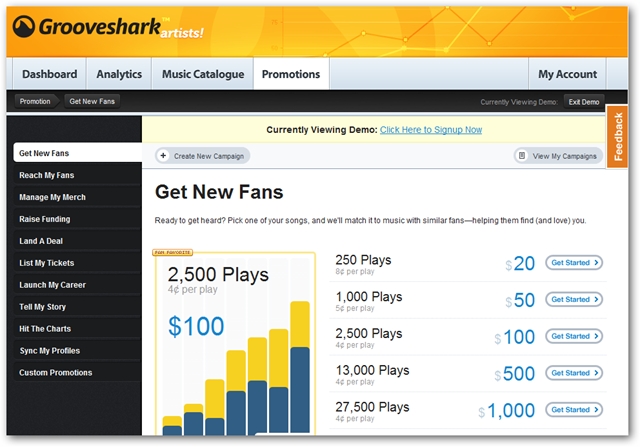 Grooveshark™
artists!
Dashboard
Analytics
Music Catalogue
Promotions
My Account
Promotion
Get New Fans
Currently Viewing Demo:
Exit Demo
Feedback
Currently Viewing Demo: Click Here to Signup Now
Create New Campaign
View My Campaigns
Get New Fans
Reach My Fans
Manage My Merch
Raise Funding
Land A Deal
List My Tickets
Launch My Career
Tell My Story
Hit The Charts
Sync My Profiles
Custom Promotions
Get New Fans
Ready to get heard? Pick one of your songs, and we'll match it to music with similar fans—helping them find (and love) you.
FAN FAVORITE
2,500 Plays
4¢ per play
$100
250 Plays
8¢ per play
$20
Get Started
1,000 Plays
5¢ per play
$50
Get Started
2,500 Plays
4¢ per play
$100
Get Started
13,000 Plays
4¢ per play
$500
Get Started
27,500 Plays
4¢ per play
$1,000
Get Started